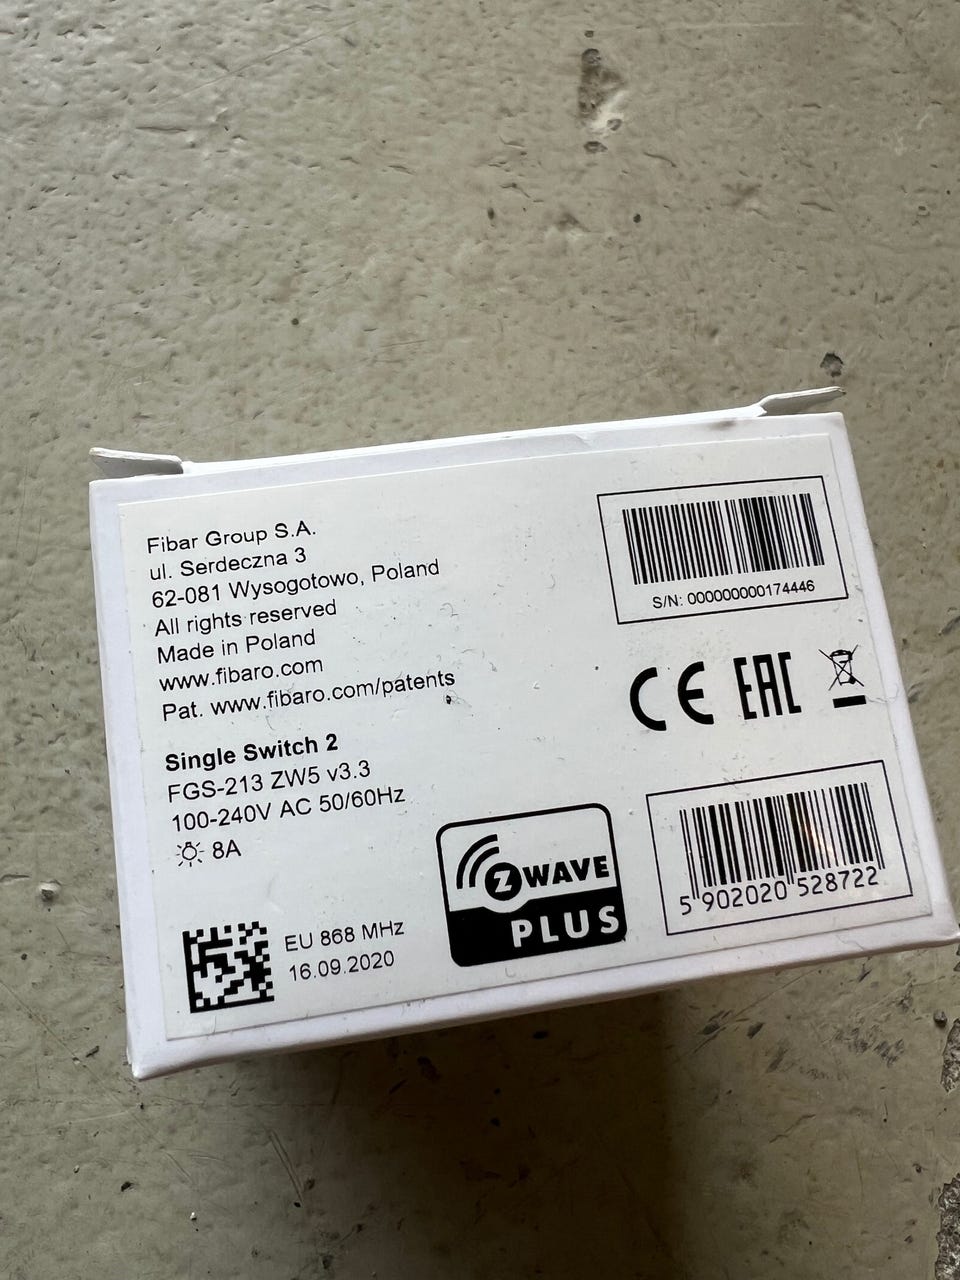 Fibar Group S.A.
ul. Serdeczna 3
62-081 Wysogotowo, Poland
All rights reserved
Made in Poland
www.fibaro.com
Pat. www.fibaro.com/patents
Single Switch 2
FGS-213 ZW5 v3.3
100-240V AC 50/60Hz
8A
EU 868 MHz
16.09.2020
Z WAVE
PLUS
S/N: 000000000174446
CE EAC
5 902020 528722